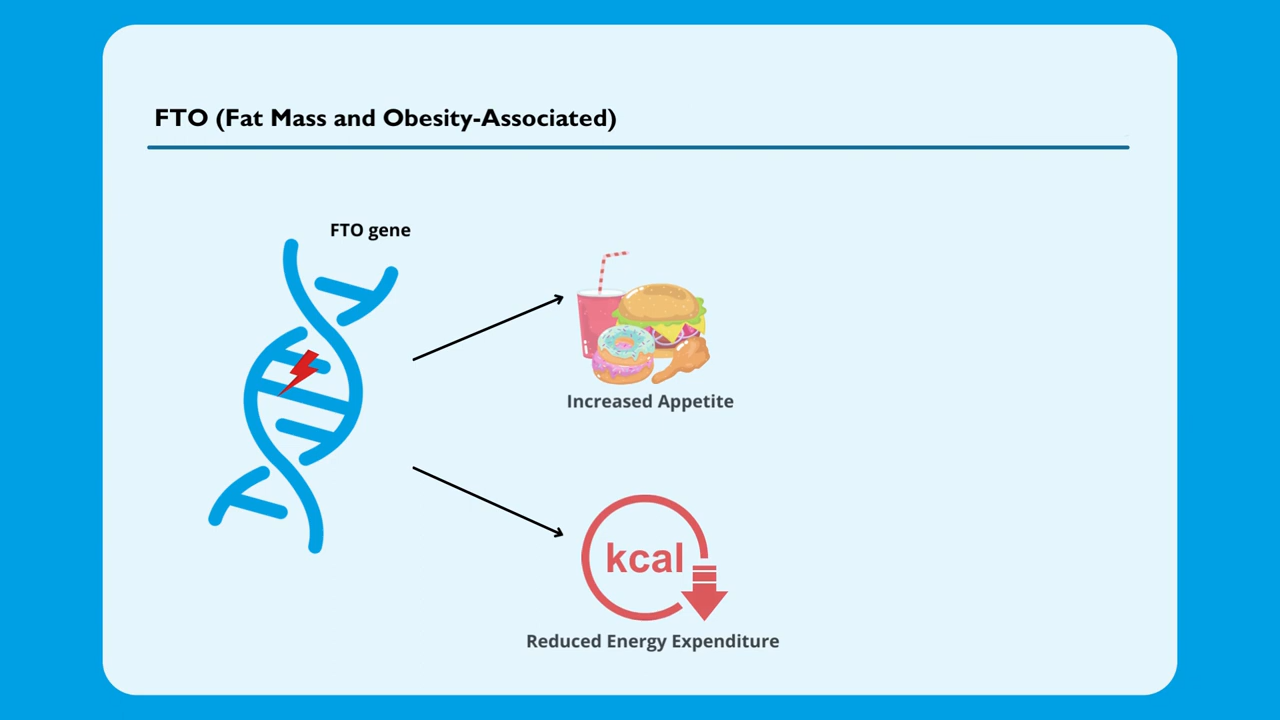 FTO (Fat Mass and Obesity-Associated)
FTO gene
Increased Appetite
kcal
Reduced Energy Expenditure